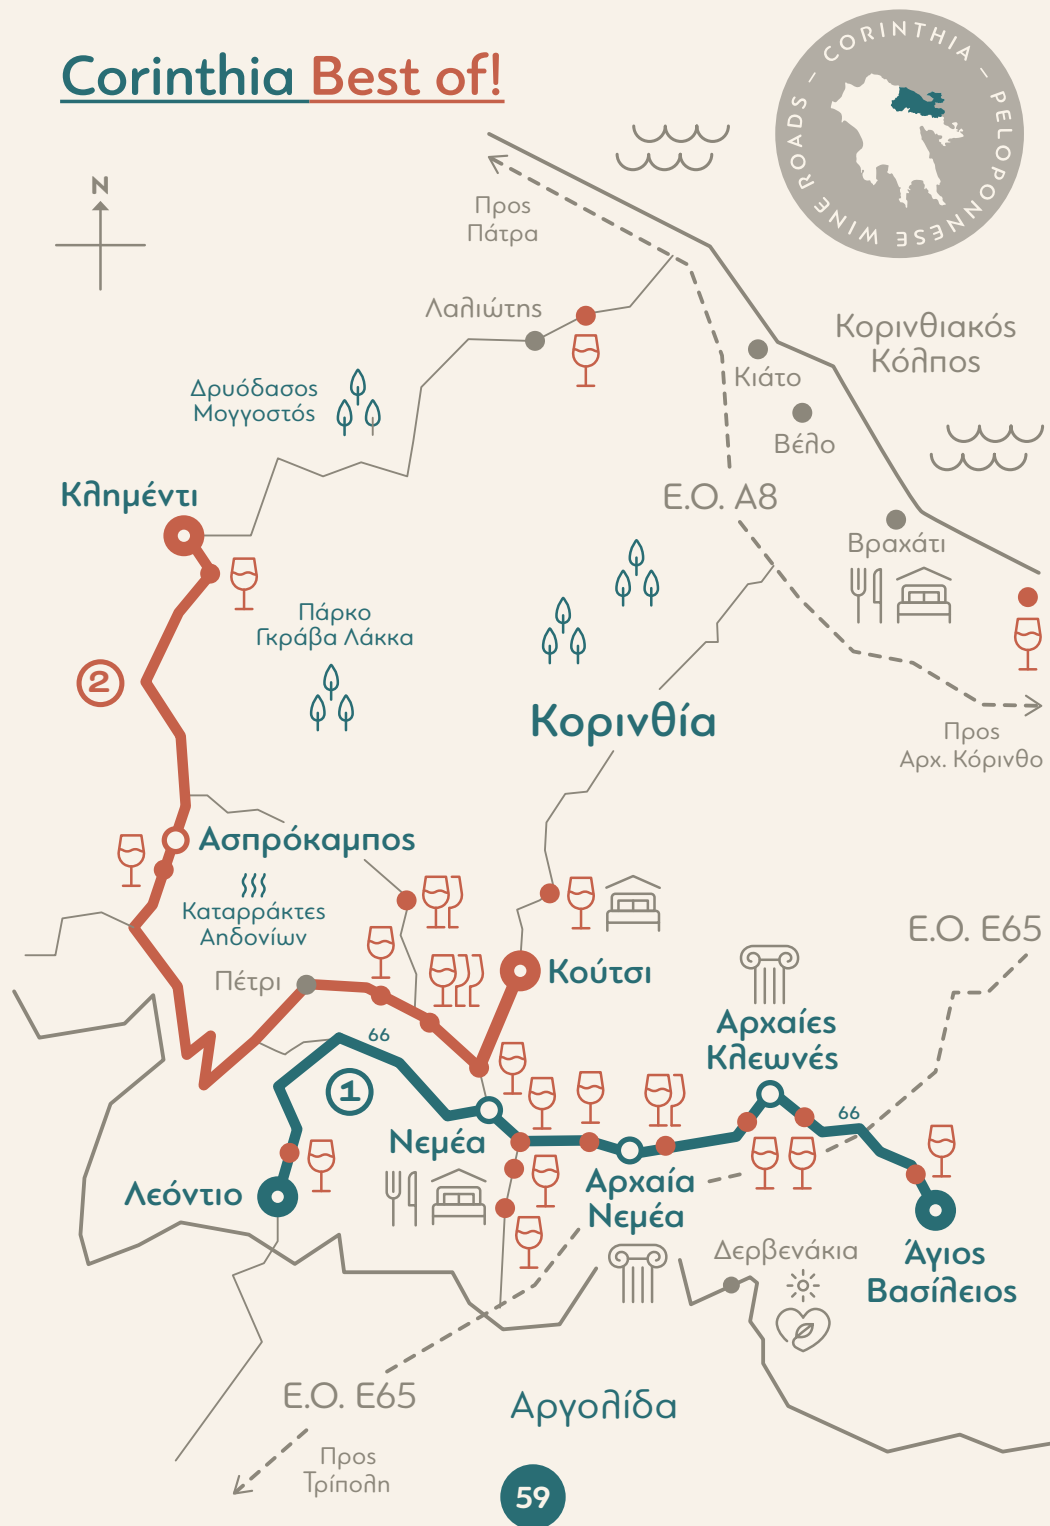 Corinthia Best of!
CORINTHIA – PELOPONNESE WINE ROADS –
N
Προς
Πάτρα
Λαλιώτης
Κορινθιακός
Κόλπος
Κιάτο
Δρυόδασος
Μογγοστός
Βέλο
Κλημέντι
Ε.Ο. Α8
Βραχάτι
Πάρκο
Γκράβα Λάκκα
2
Κορινθία
Προς
Αρχ. Κόρινθο
Ασπρόκαμπος
Καταρράκτες
Αηδονίων
Ε.Ο. Ε65
Πέτρι
Κούτσι
Αρχαίες
Κλεωνές
66
1
66
Νεμέα
Λεόντιο
Αρχαία
Νεμέα
Δερβενάκια
Άγιος
Βασίλειος
Ε.Ο. Ε65
Αργολίδα
Προς
Τρίπολη
59